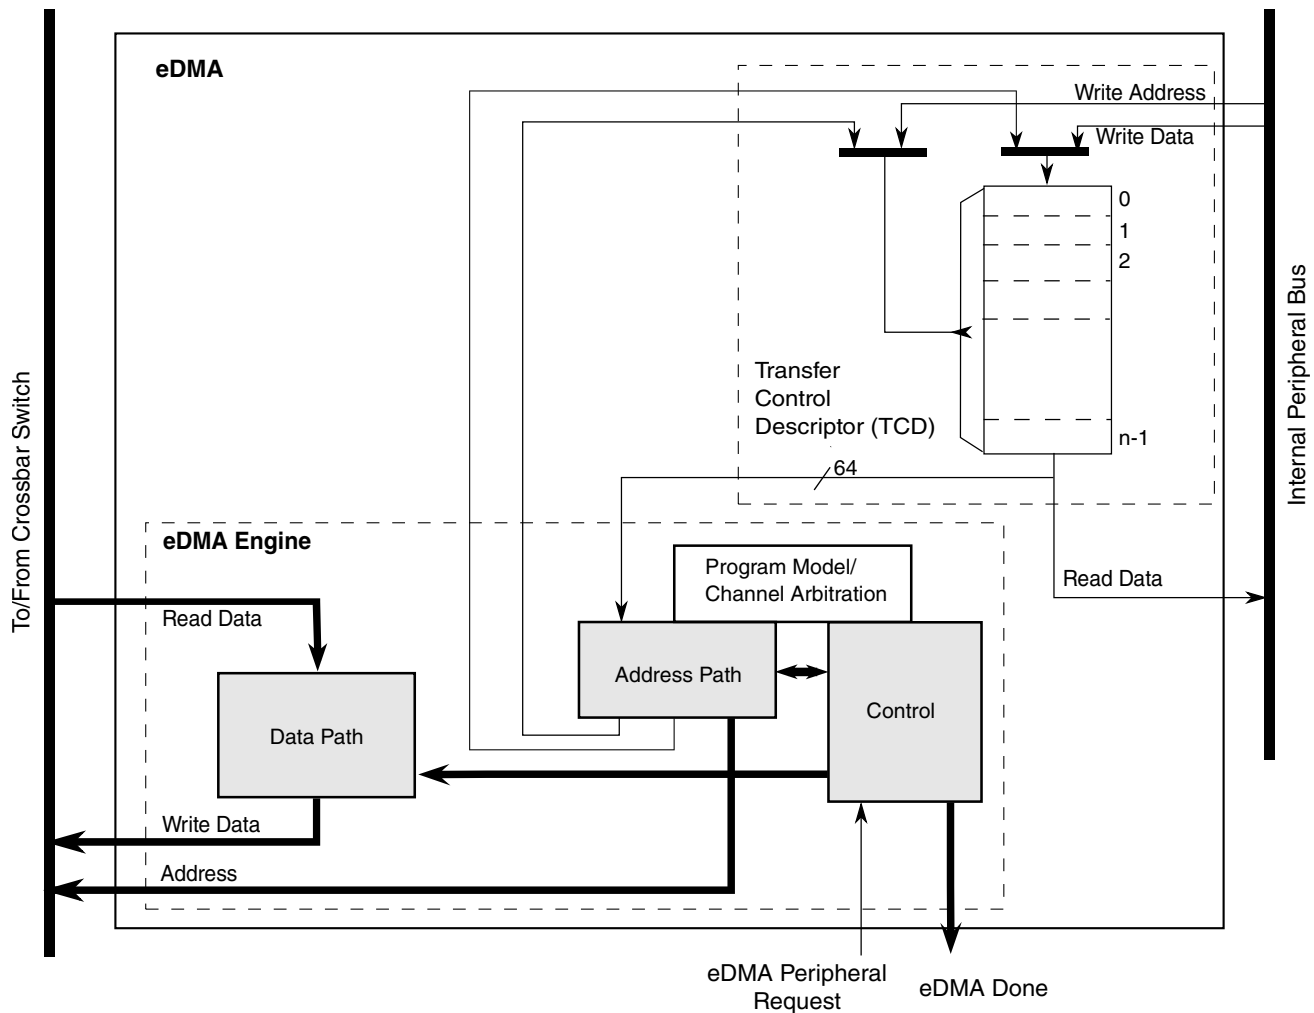 eDMA
Write Address
Write Data
0
1
2
n-1
Transfer
Control
Descriptor (TCD)
64
Internal Peripheral Bus
To/From Crossbar Switch
eDMA Engine
Program Model/
Channel Arbitration
Read Data
Read Data
Address Path
Control
Data Path
Write Data
Address
eDMA Peripheral
Request
eDMA Done